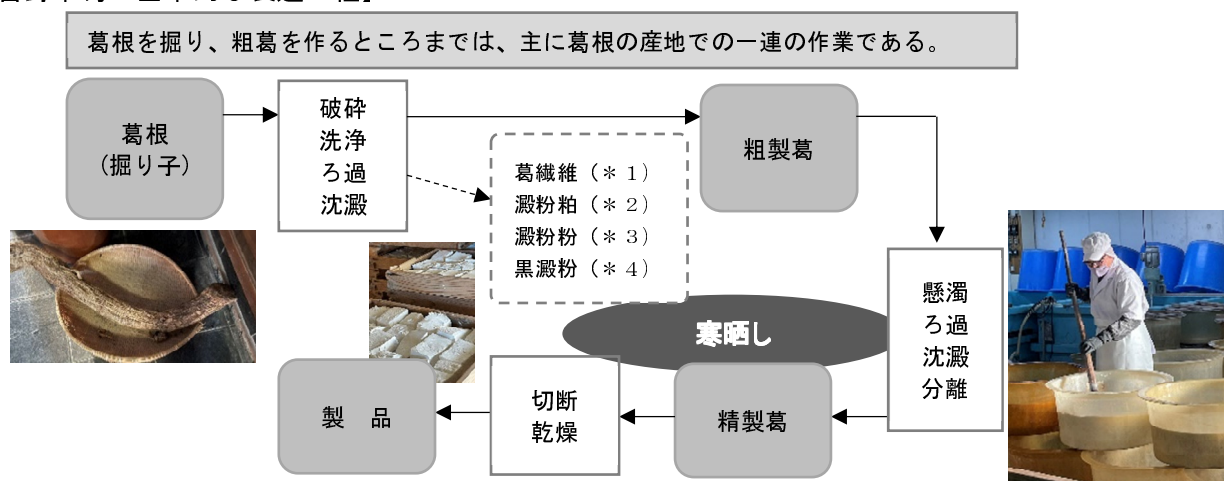 葛根を掘り、粗葛を作るところまでは、主に葛根の産地での一連の作業である。
葛根
(掘り子)
破砕
洗浄
ろ過
沈澱
葛繊維（＊１）
澱粉粕（＊２）
澱粉粉（＊３）
黒澱粉（＊４）
粗製葛
懸濁
ろ過
沈澱
分離
寒晒し
精製葛
切断
乾燥
製　品